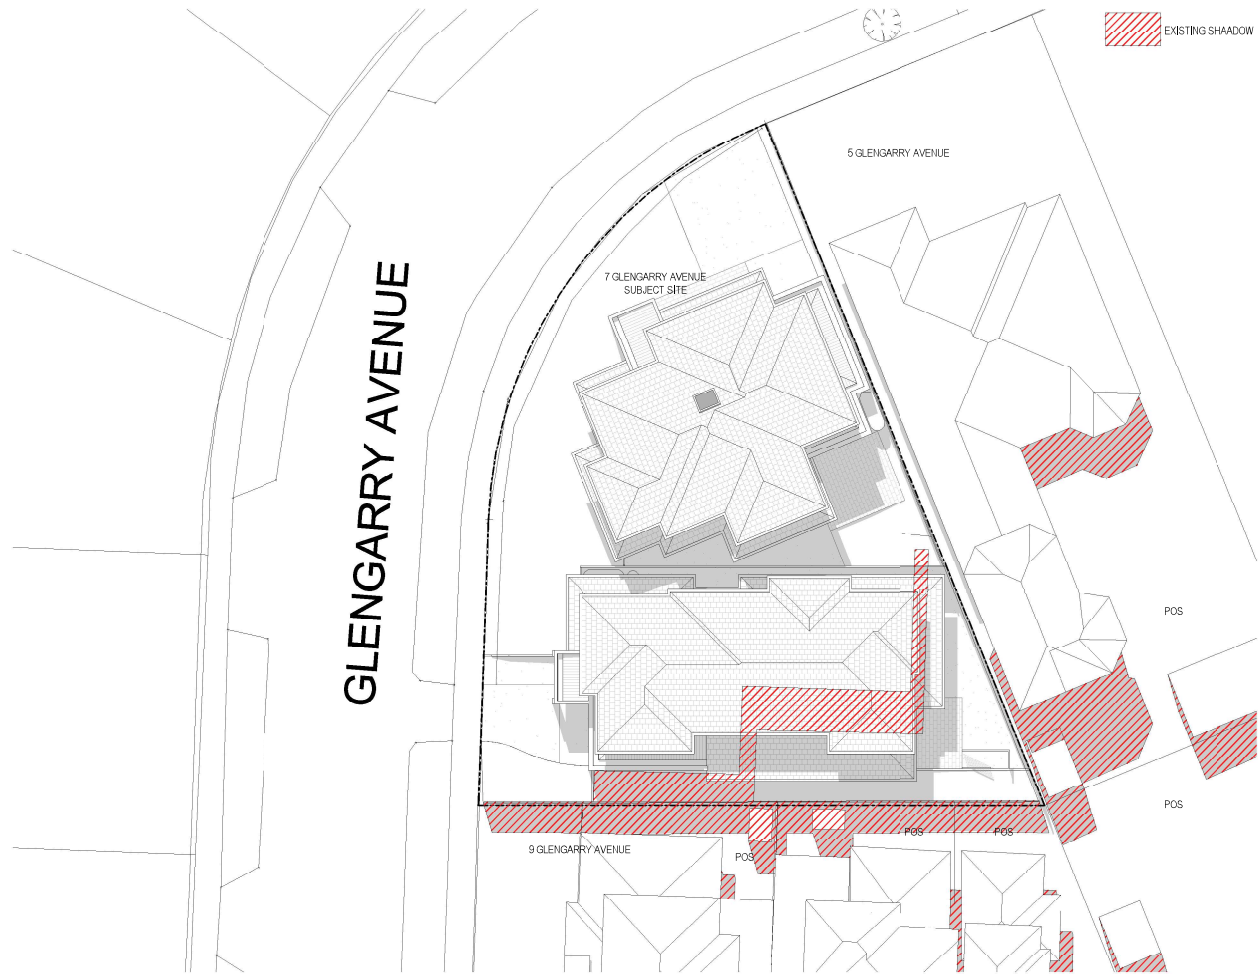 EXISTING SHAADOW
5 GLENGARRY AVENUE
7 GLENGARRY AVENUE
SUBJECT SITE
GLENGARRY AVENUE
POS
POS
POS
POS
9 GLENGARRY AVENUE
POS